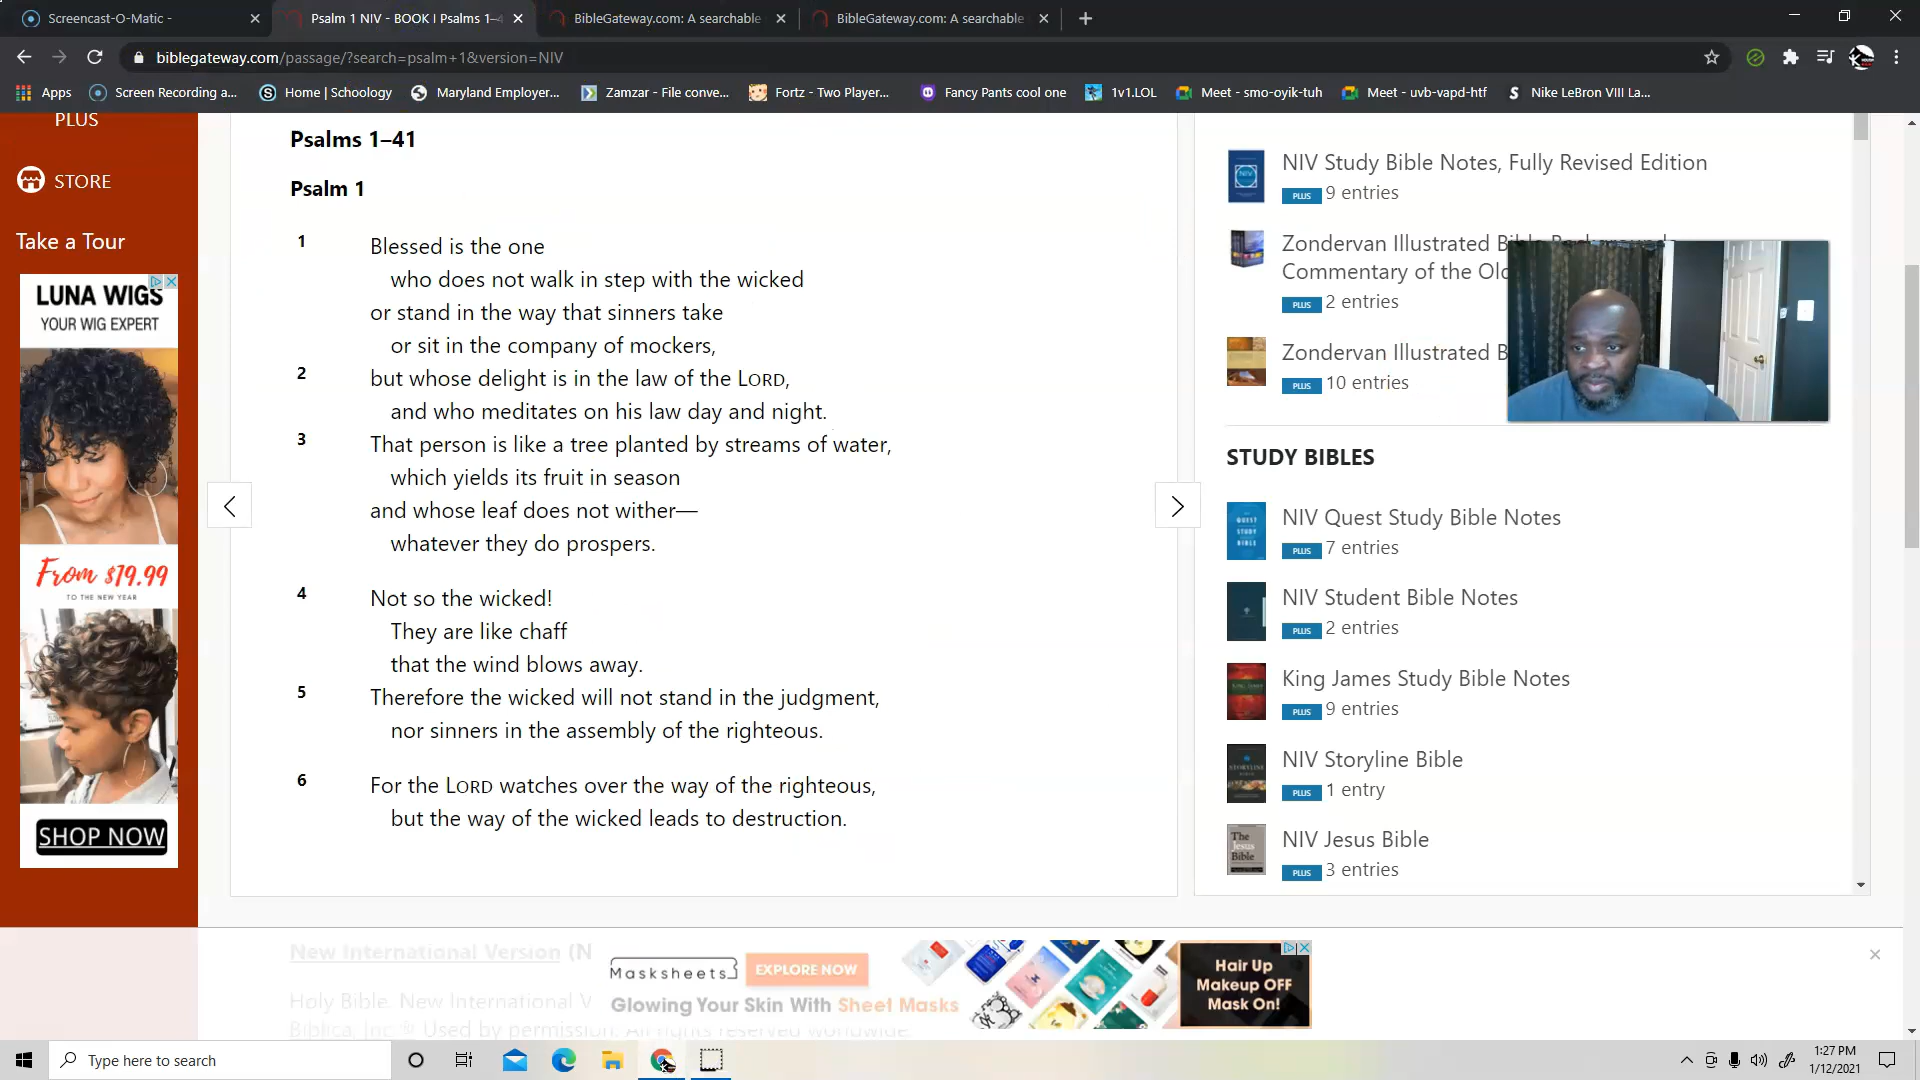 Screencast-O-Matic -
Psalm 1 NIV - BOOK I Psalms 1–4
BibleGateway.com: A searchable
BibleGateway.com: A searchable
biblegateway.com/passage/?search=psalm+1&version=NIV
Apps
Screen Recording a...
Home | Schoology
Maryland Employer...
Zamzar - File conve...
Fortz - Two Player...
Fancy Pants cool one
1v1.LOL
Meet - smo-oyik-tuh
Meet - uvb-vapd-htf
Nike LeBron VIII La...
PLUS
STORE
Take a Tour
LUNA WIGS
YOUR WIG EXPERT
From $19.99
TO THE NEW YEAR
SHOP NOW
Psalms 1–41
Psalm 1
1 Blessed is the one
who does not walk in step with the wicked
or stand in the way that sinners take
or sit in the company of mockers,
2 but whose delight is in the law of the LORD,
and who meditates on his law day and night.
3 That person is like a tree planted by streams of water,
which yields its fruit in season
and whose leaf does not wither—
whatever they do prospers.
4 Not so the wicked!
They are like chaff
that the wind blows away.
5 Therefore the wicked will not stand in the judgment,
nor sinners in the assembly of the righteous.
6 For the LORD watches over the way of the righteous,
but the way of the wicked leads to destruction.
NIV Study Bible Notes, Fully Revised Edition
PLUS 9 entries
Zondervan Illustrated Bible Backgrounds
Commentary of the Old
PLUS 2 entries
Zondervan Illustrated B
PLUS 10 entries
STUDY BIBLES
NIV Quest Study Bible Notes
PLUS 7 entries
NIV Student Bible Notes
PLUS 2 entries
King James Study Bible Notes
PLUS 9 entries
NIV Storyline Bible
PLUS 1 entry
The Jesus Bible
NIV Jesus Bible
PLUS 3 entries
New International Version (N
Holy Bible, New International V
Biblica, Inc.® Used by permission. All rights reserved worldwide.
Masksheets
EXPLORE NOW
Glowing Your Skin With Sheet Masks
Hair Up
Makeup OFF
Mask On!
Type here to search
1:27 PM
1/12/2021